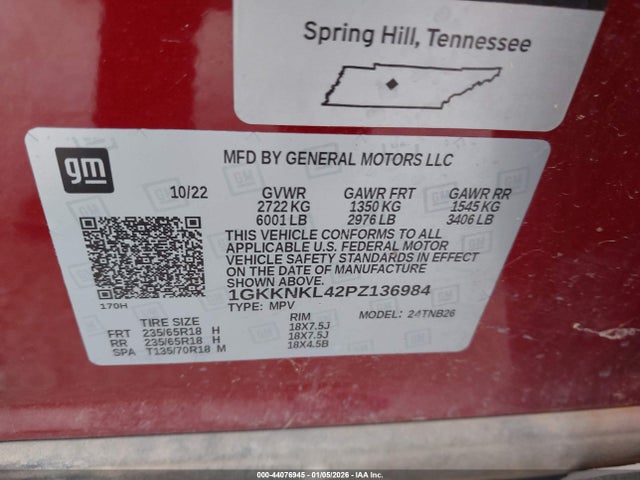 Spring Hill, Tennessee
gm
MFD BY GENERAL MOTORS LLC
10/22 GVWR GAWR FRT GAWR RR
2722 KG 1350 KG 1545 KG
6001 LB 2976 LB 3406 LB
THIS VEHICLE CONFORMS TO ALL
APPLICABLE U.S. FEDERAL MOTOR
VEHICLE SAFETY STANDARDS IN EFFECT
ON THE DATE OF MANUFACTURE
SHOWN ABOVE.
170H 1GKKNKL42PZ136984
TYPE: MPV MODEL: 24TNB26
TIRE SIZE RIM
FRT 235/65R18 H 18X7.5J
RR 235/65R18 H 18X7.5J
SPA T135/70R18 M 18X4.5B
000-44076945 - 01/05/2026 - IAA Inc.